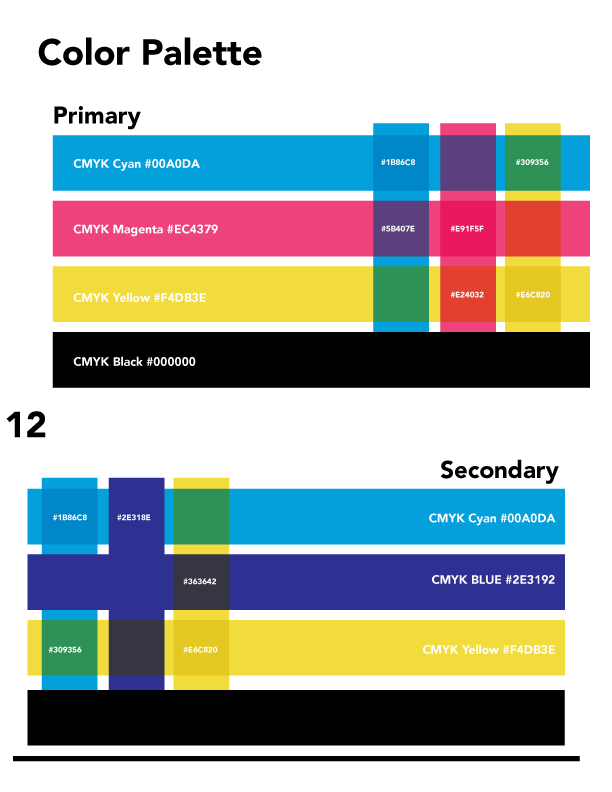 Color Palette
Primary
CMYK Cyan #00A0DA
#1B86C8
#309356
CMYK Magenta #EC4379
#5B407E
#E91F5F
CMYK Yellow #F4DB3E
#E24032
#E6C820
CMYK Black #000000
12
Secondary
#1B86C8
#2E318E
CMYK Cyan #00A0DA
#363642
CMYK BLUE #2E3192
#309356
#E6C820
CMYK Yellow #F4DB3E